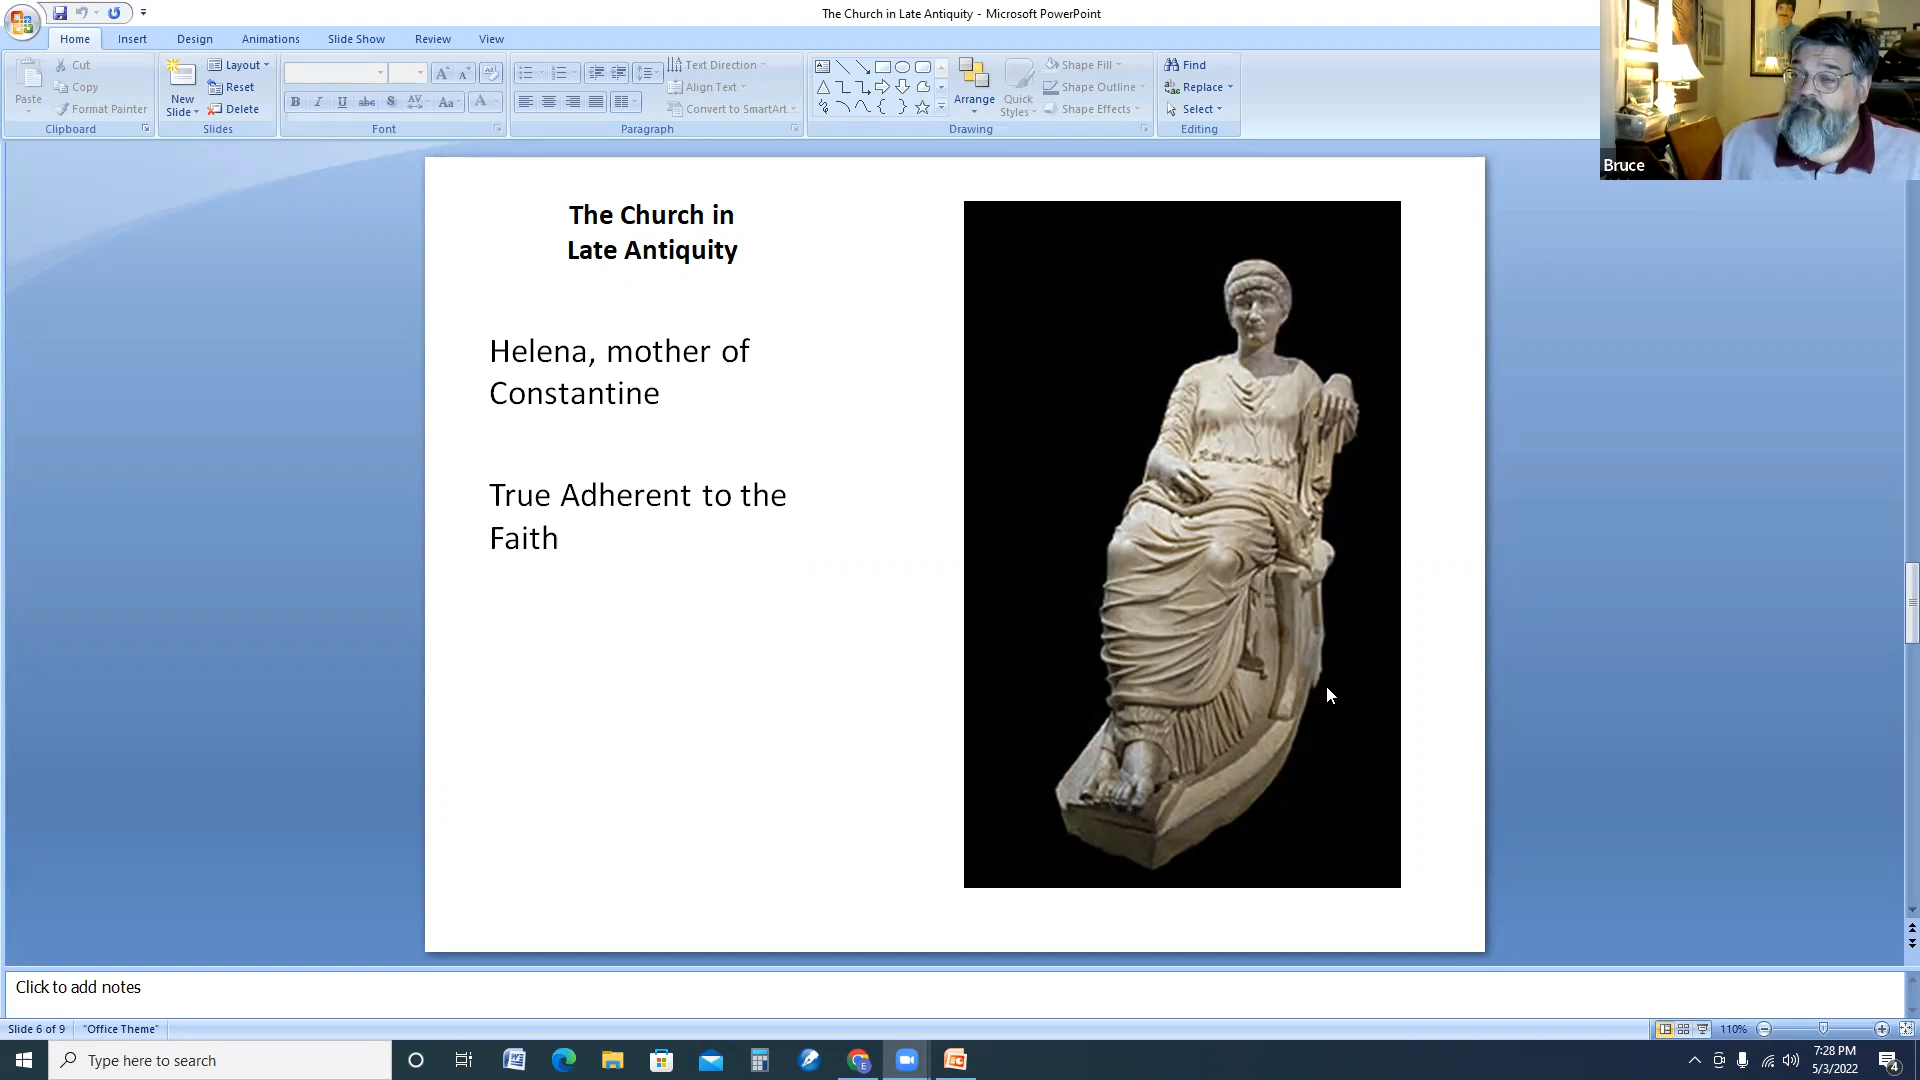 The Church in Late Antiquity - Microsoft PowerPoint
Home Insert Design Animations Slide Show Review View
Paste
Cut
Copy
Format Painter
Clipboard
New
Slide
Layout
Reset
Delete
Slides
B I U abc S AV Aa A
Font
Text Direction
Align Text
Convert to SmartArt
Paragraph
Arrange
Quick
Styles
Shape Fill
Shape Outline
Shape Effects
Drawing
Find
Replace
Select
Editing
Bruce
The Church in
Late Antiquity
Helena, mother of
Constantine
True Adherent to the
Faith
Click to add notes
Slide 6 of 9 "Office Theme" 110%
Type here to search
7:28 PM
5/3/2022
4